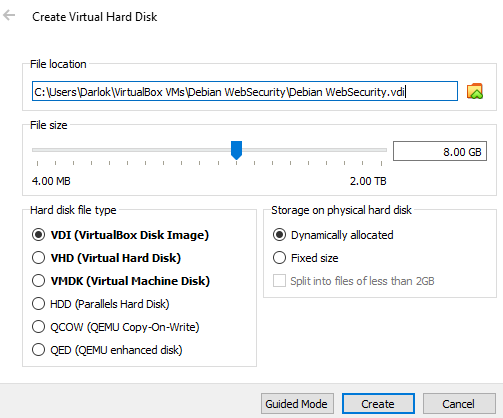 Create Virtual Hard Disk
File location
C:\Users\Darlok\VirtualBox VMs\Debian WebSecurity\Debian WebSecurity.vdi
File size
8.00 GB
4.00 MB 2.00 TB
Hard disk file type
VDI (VirtualBox Disk Image)
VHD (Virtual Hard Disk)
VMDK (Virtual Machine Disk)
HDD (Parallels Hard Disk)
QCOW (QEMU Copy-On-Write)
QED (QEMU enhanced disk)
Storage on physical hard disk
Dynamically allocated
Fixed size
Split into files of less than 2GB
Guided Mode Create Cancel